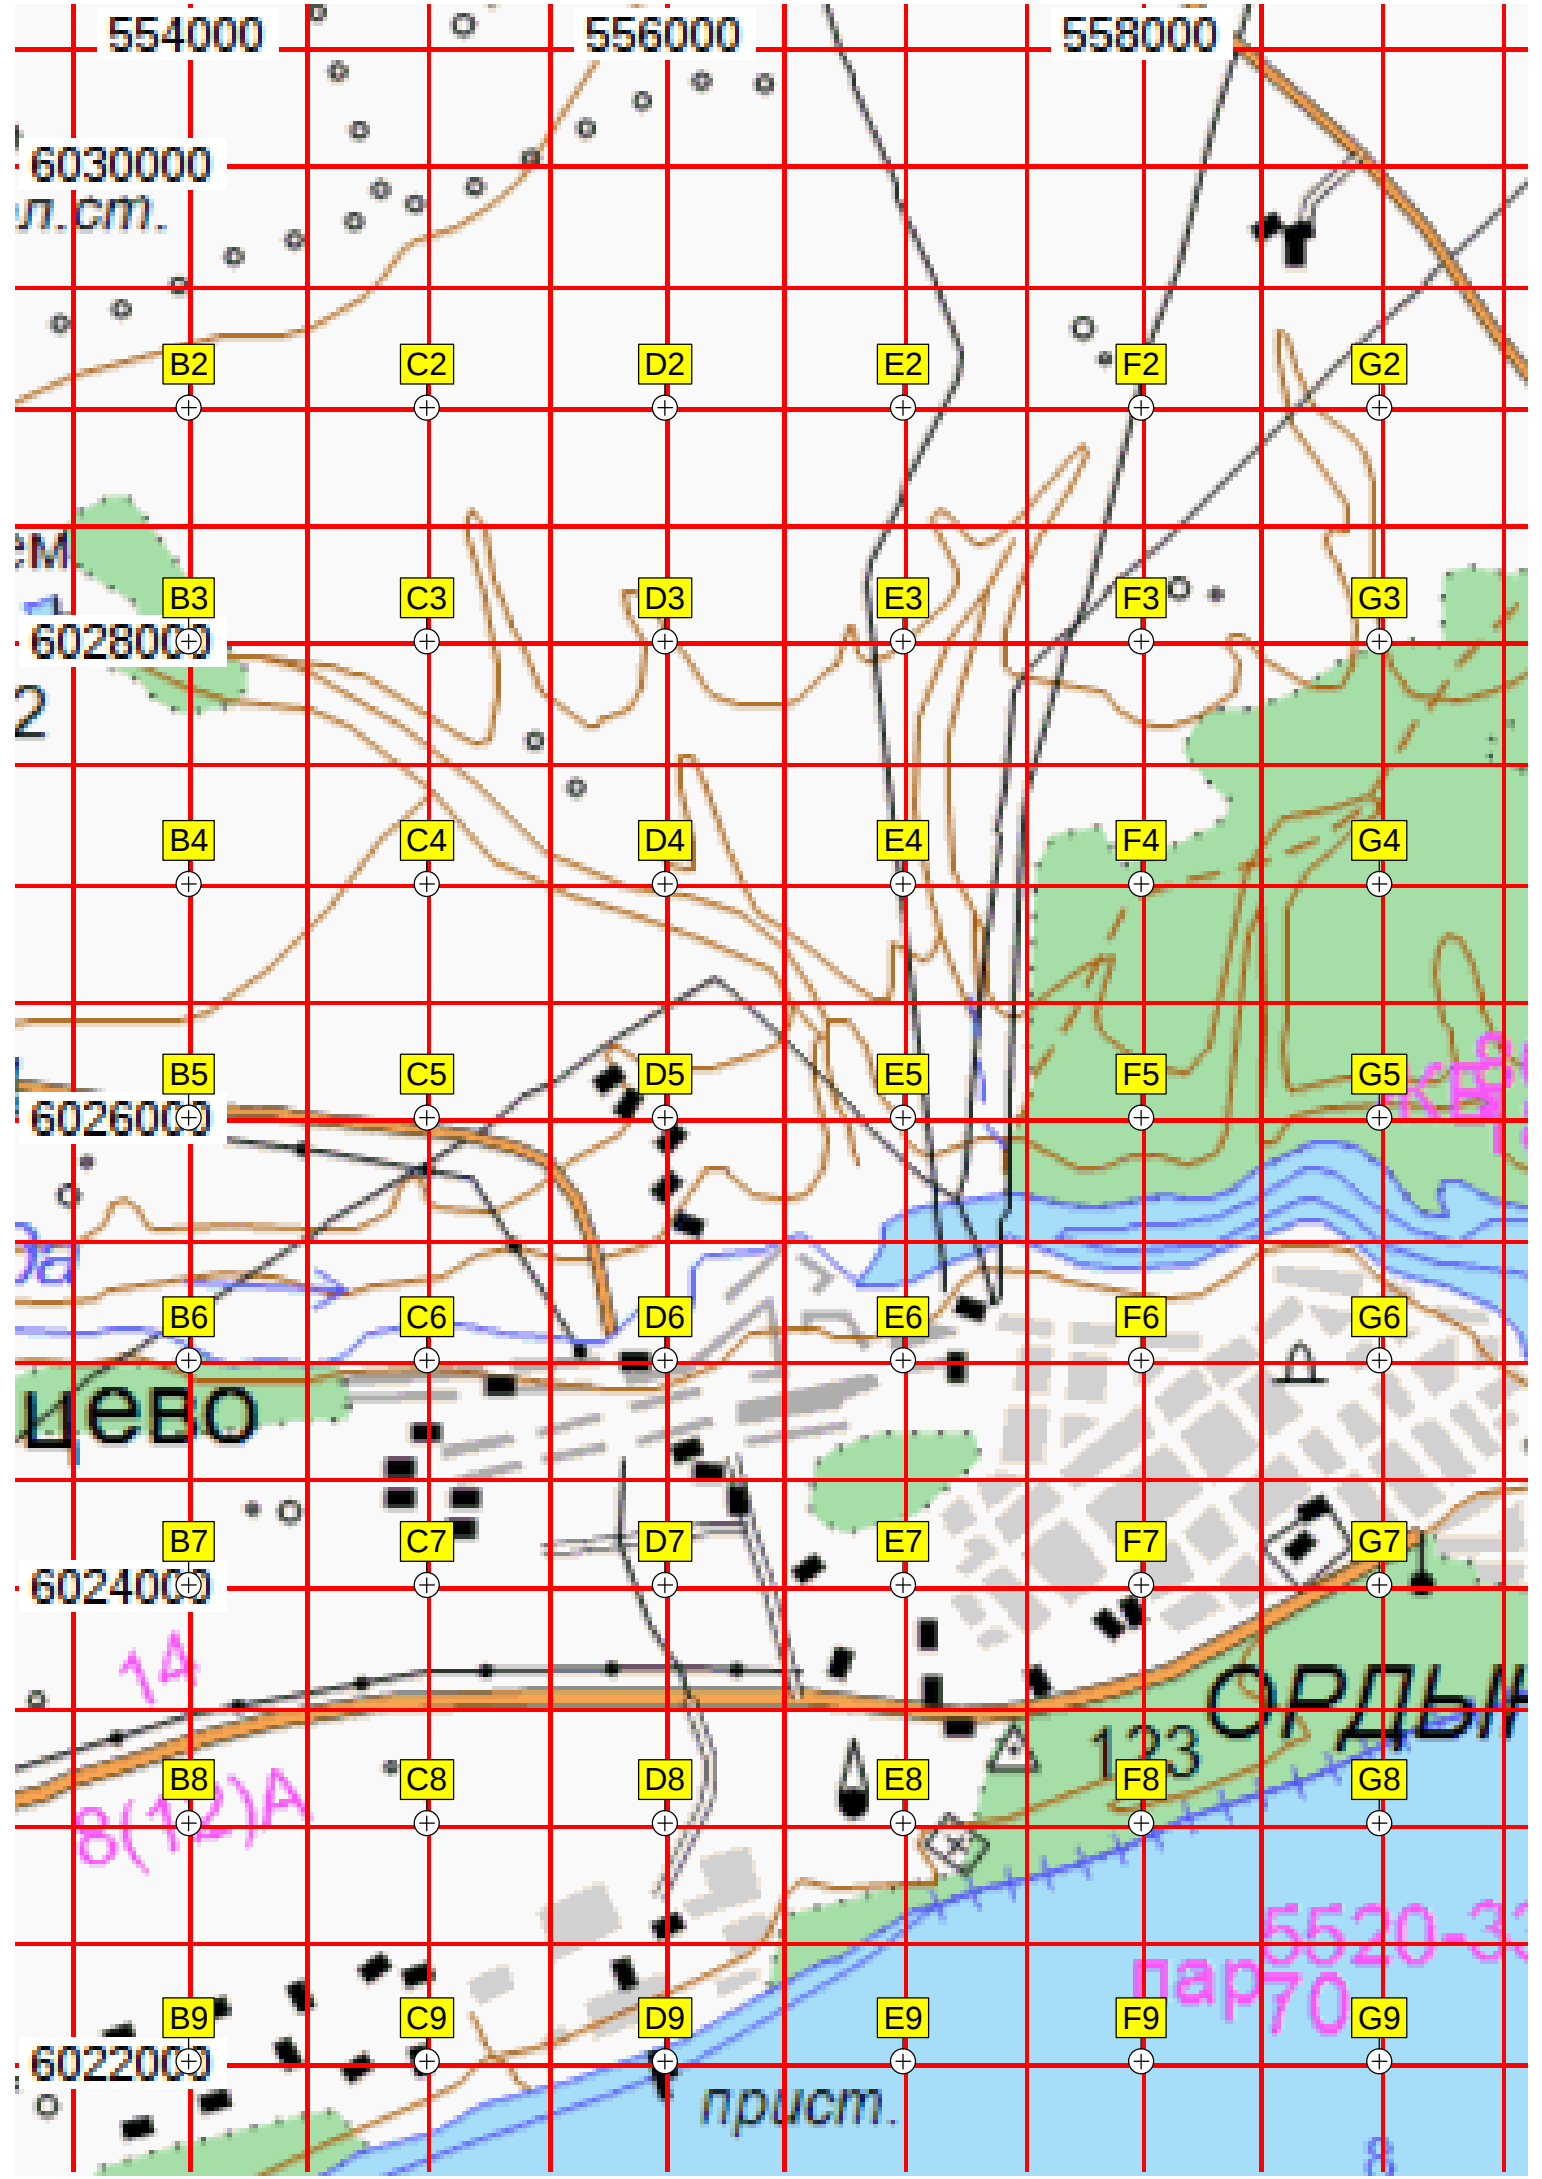 554000 556000 558000
6030000
л.ст.
B2 C2 D2 E2 F2 G2
ем
B3 C3 D3 E3 F3 G3
6028000
2
B4 C4 D4 E4 F4 G4
B5 C5 D5 E5 F5 G5
6026000
ра
B6 C6 D6 E6 F6 G6
цево
B7 C7 D7 E7 F7 G7
6024000
14
ОРДЫН
123
B8 C8 D8 E8 F8 G8
8(12)А
5520-33
пар 70
B9 C9 D9 E9 F9 G9
6022000
прист.
8